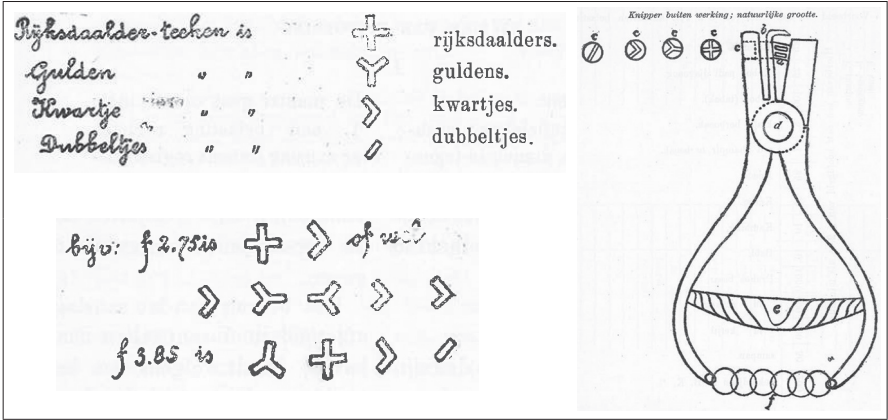 Rijksdaalder-teeken is rijksdaalders.
Gulden " " guldens.
Kwartje " " kwartjes.
Dubbeltjes " " dubbeltjes.
bijv: f 2.75 is of wel
f 3.85 is
Knipper buiten werking; natuurlijke grootte.
c c c c b
c a
d
e
f